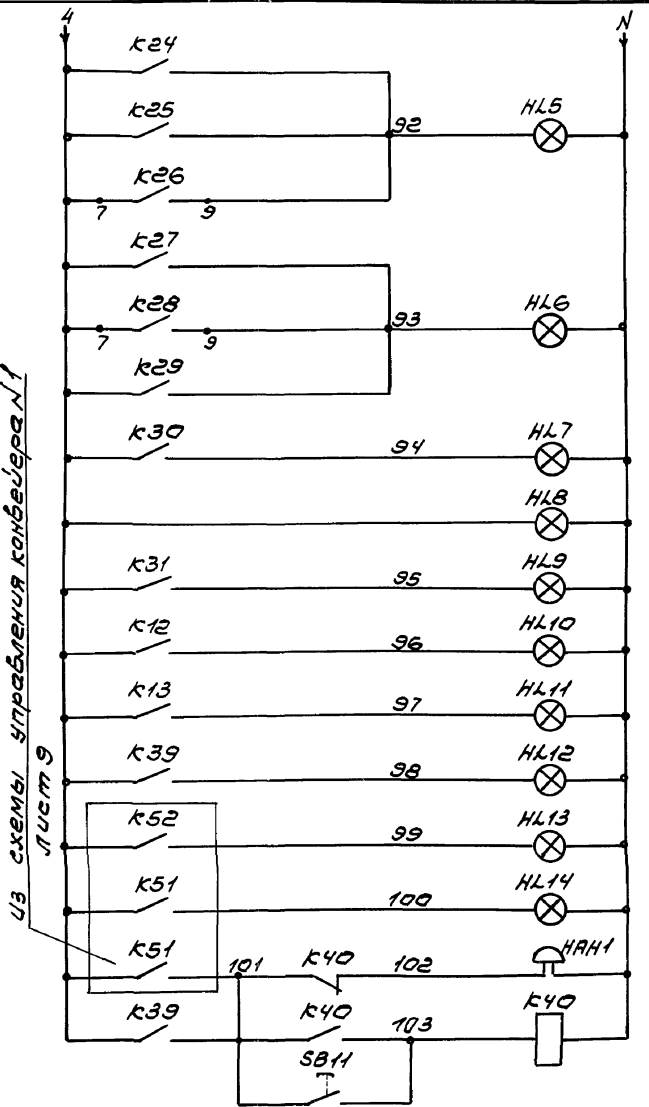 4 N
K24
K25 92 HL5
K26
7 9
K27
K28 93 HL6
7 9
K29
K30 94 HL7
HL8
K31 95 HL9
K12 96 HL10
K13 97 HL11
K39 98 HL12
K52 99 HL13
K51 100 HL14
K51 101 K40 102 HAH1
K39 K40 103 K40
SB11
из схемы управления конвейера №1
лист 9